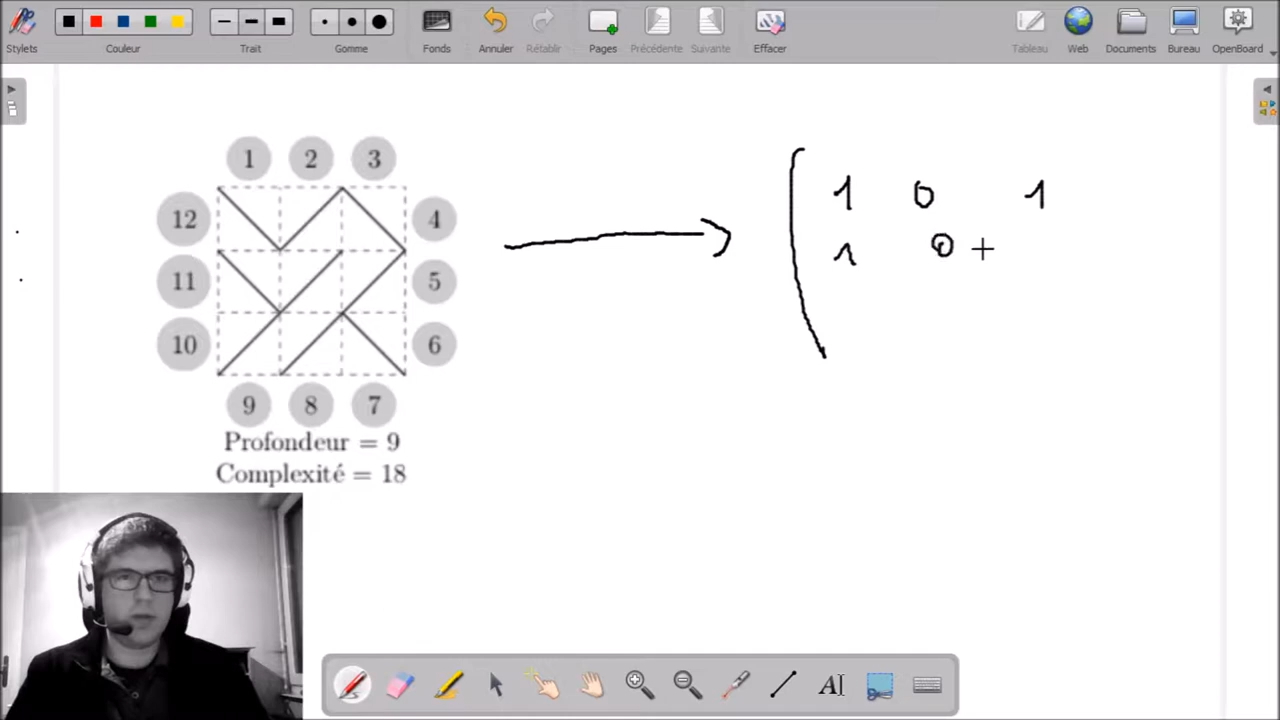 Stylets Couleur Trait Gomme Fonds Annuler Rétablir Pages Précédente Suivante Effacer Tableau Web Documents Bureau OpenBoard
1 2 3
12 4
11 5
10 6
9 8 7
Profondeur = 9
Complexité = 18
( 1 0 1
1 0